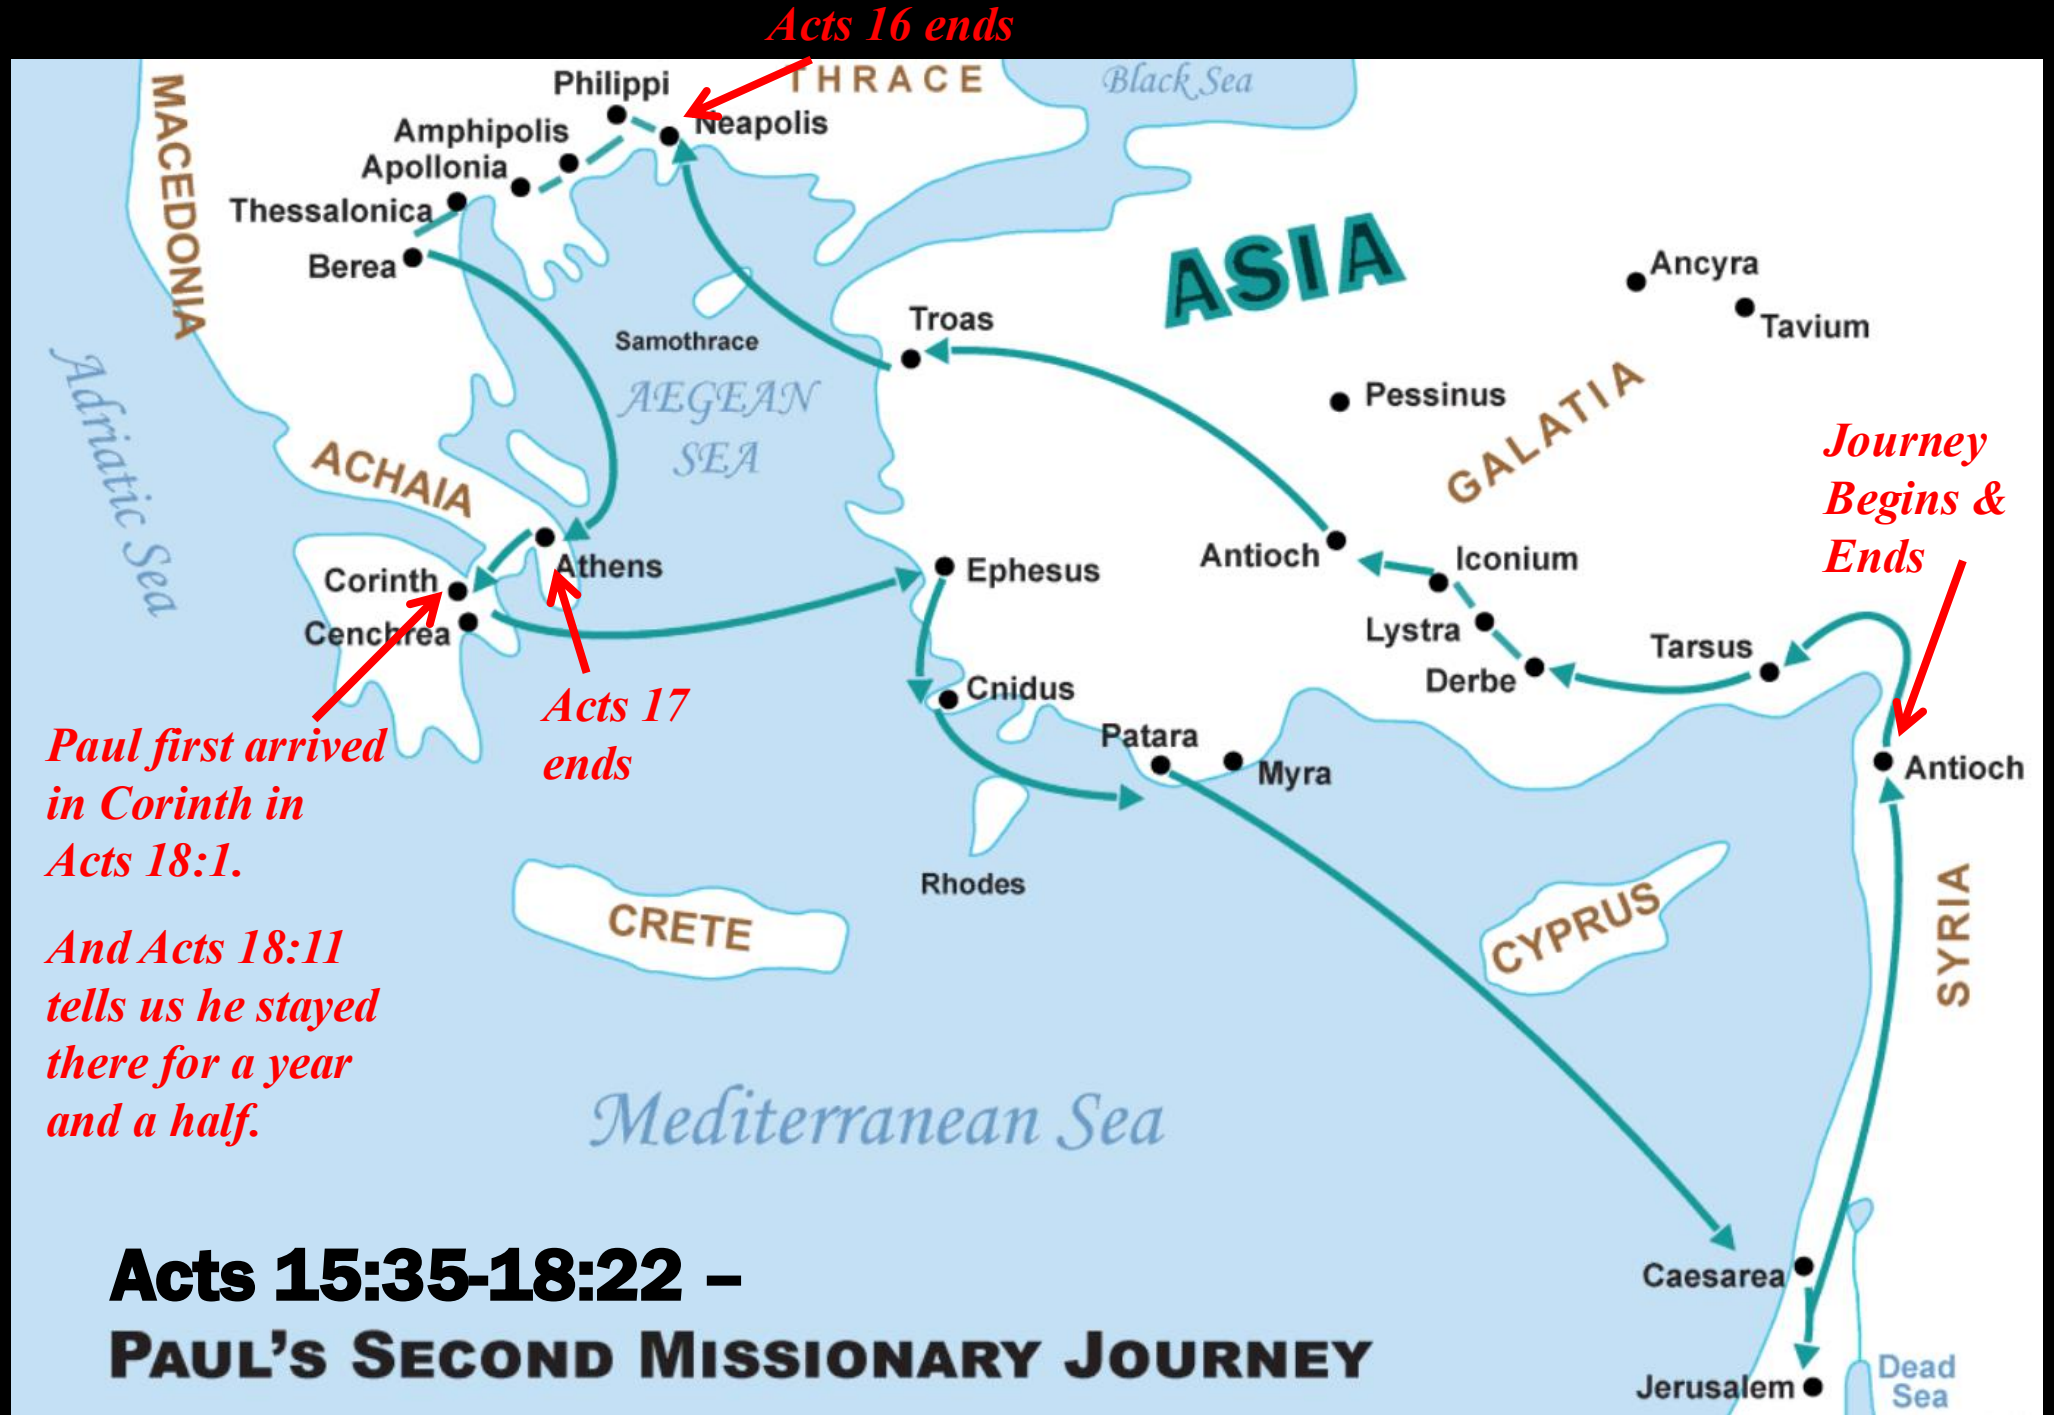 Acts 16 ends
THRACE
Black Sea
MACEDONIA
Philippi
Neapolis
Amphipolis
Apollonia
Thessalonica
Berea
ASIA
Ancyra
Tavium
Troas
Samothrace
AEGEAN
SEA
Adriatic Sea
Pessinus
GALATIA
Journey
Begins &
Ends
ACHAIA
Athens
Corinth
Cenchrea
Ephesus
Antioch
Iconium
Lystra
Derbe
Tarsus
Cnidus
Patara
Myra
Antioch
Acts 17
ends
Paul first arrived
in Corinth in
Acts 18:1.
And Acts 18:11
tells us he stayed
there for a year
and a half.
Rhodes
CRETE
CYPRUS
SYRIA
Mediterranean Sea
Acts 15:35-18:22 –
PAUL'S SECOND MISSIONARY JOURNEY
Caesarea
Jerusalem
Dead
Sea